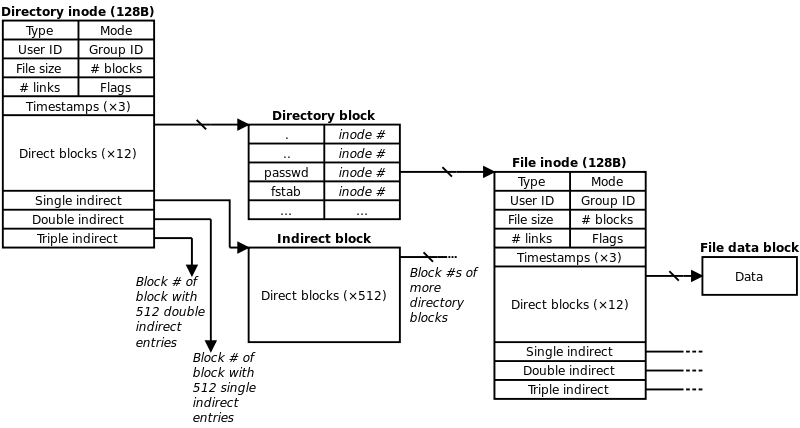 Directory inode (128B)
Type Mode
User ID Group ID
File size # blocks
# links Flags
Timestamps (×3)
Direct blocks (×12)
Single indirect
Double indirect
Triple indirect
Block # of
block with
512 double
indirect
entries
Block # of
block with
512 single
indirect
entries
Directory block
. inode #
.. inode #
passwd inode #
fstab inode #
... ...
Indirect block
Direct blocks (×512)
Block #s of
more
directory
blocks
File inode (128B)
Type Mode
User ID Group ID
File size # blocks
# links Flags
Timestamps (×3)
Direct blocks (×12)
Single indirect
Double indirect
Triple indirect
File data block
Data